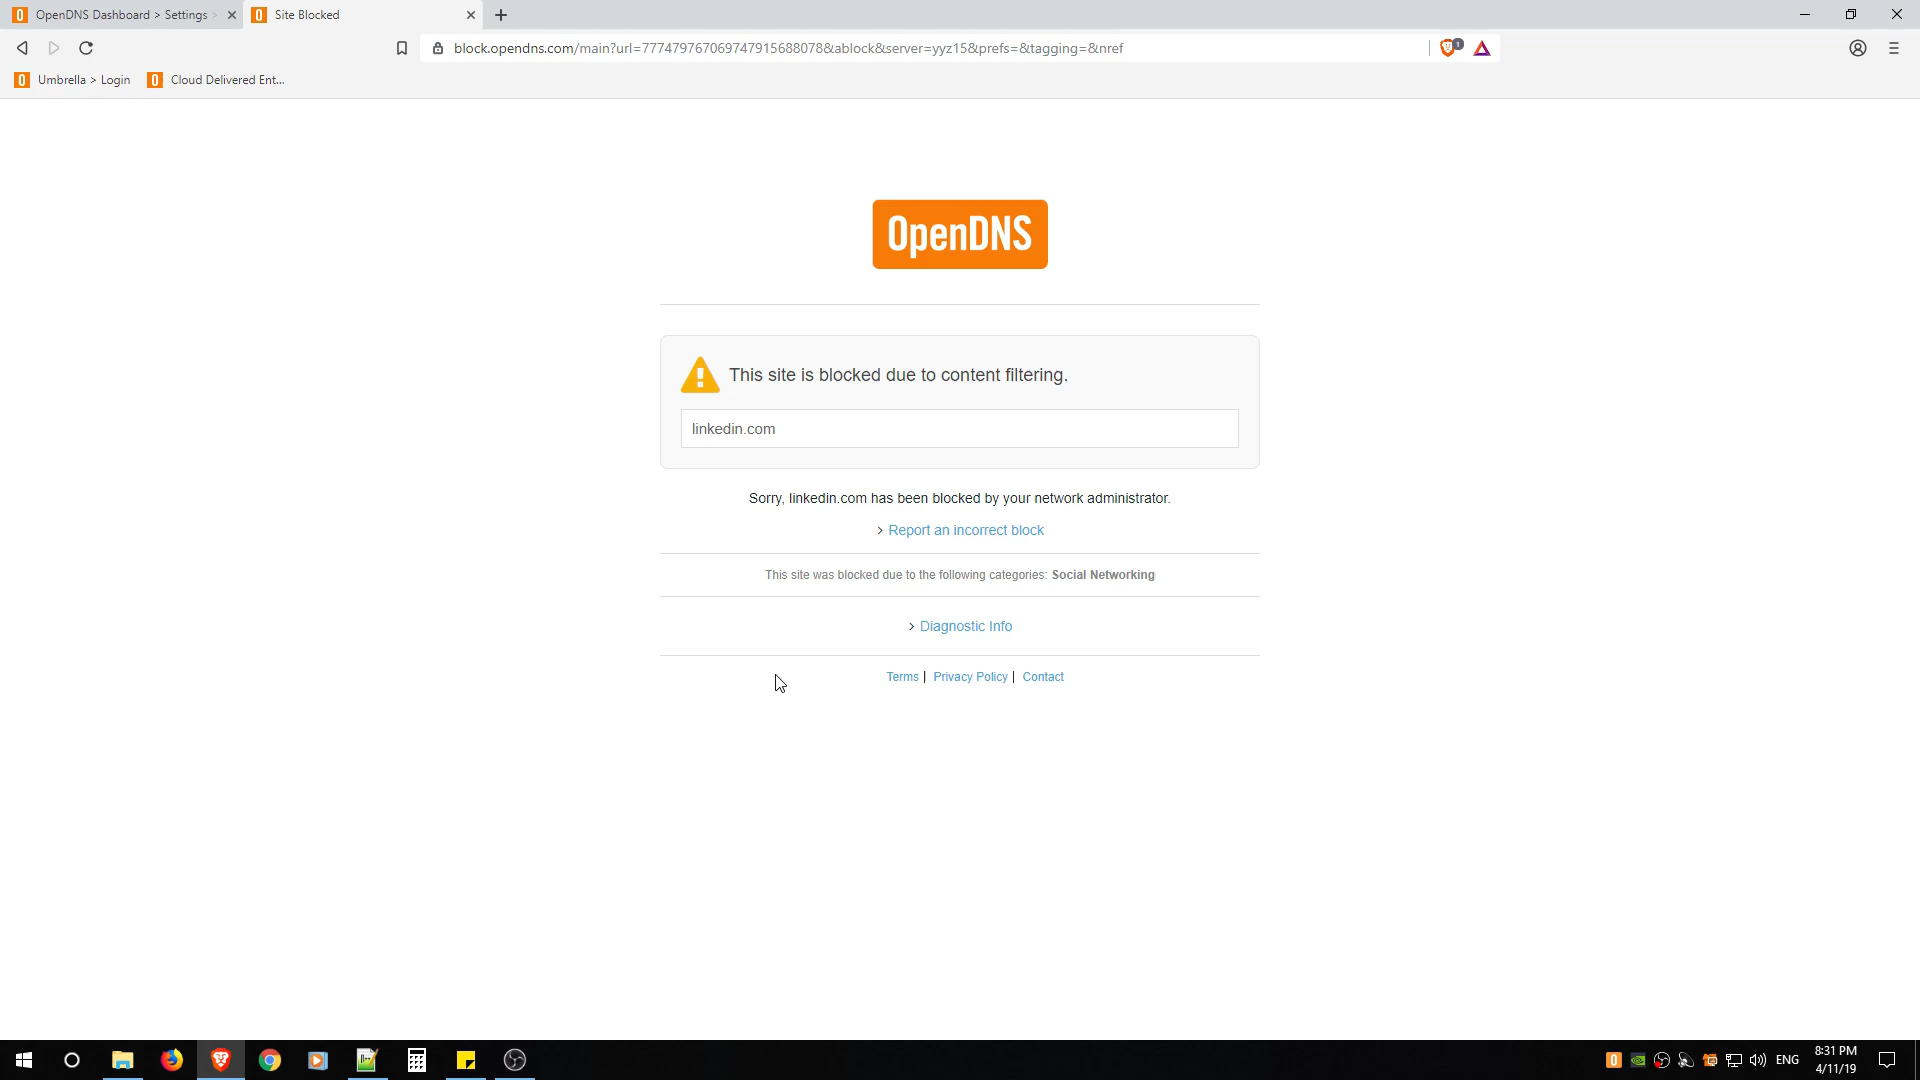 OpenDNS Dashboard > Settings >
Site Blocked
block.opendns.com/main?url=777479767069747915688078&ablock&server=yyz15&prefs=&tagging=&nref
1
Umbrella > Login
Cloud Delivered Ent...
OpenDNS
This site is blocked due to content filtering.
linkedin.com
Sorry, linkedin.com has been blocked by your network administrator.
> Report an incorrect block
This site was blocked due to the following categories: Social Networking
> Diagnostic Info
Terms | Privacy Policy | Contact
ENG
8:31 PM
4/11/19